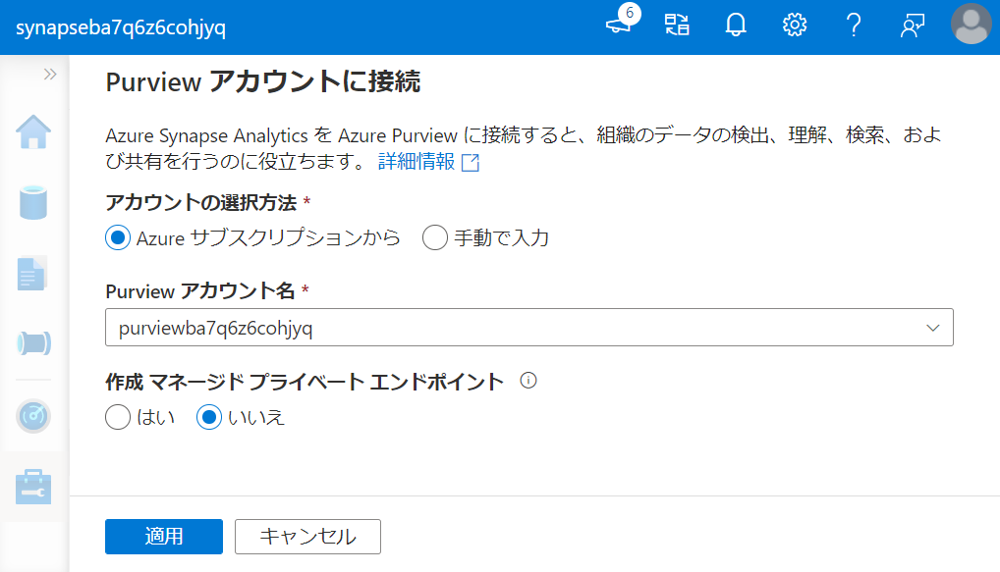 synapseba7q6z6cohjyq
6
Purview アカウントに接続
Azure Synapse Analytics を Azure Purview に接続すると、組織のデータの検出、理解、検索、およ
び共有を行うのに役立ちます。 詳細情報
アカウントの選択方法 *
Azure サブスクリプションから 手動で入力
Purview アカウント名 *
purviewba7q6z6cohjyq
作成 マネージド プライベート エンドポイント
はい いいえ
適用 キャンセル